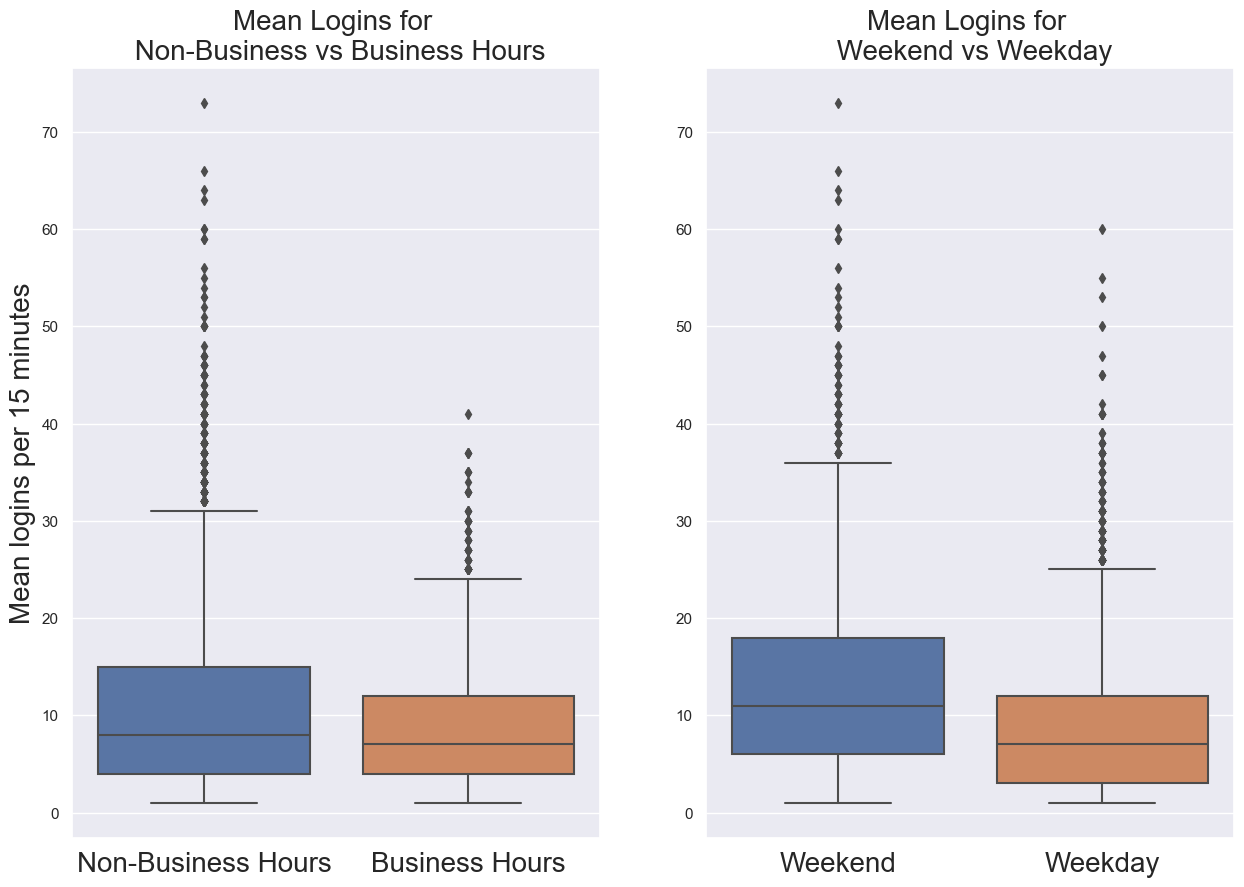 Mean Logins for
Non-Business vs Business Hours
Mean logins per 15 minutes
70
60
50
40
30
20
10
0
Non-Business Hours
Business Hours
Mean Logins for
Weekend vs Weekday
70
60
50
40
30
20
10
0
Weekend
Weekday